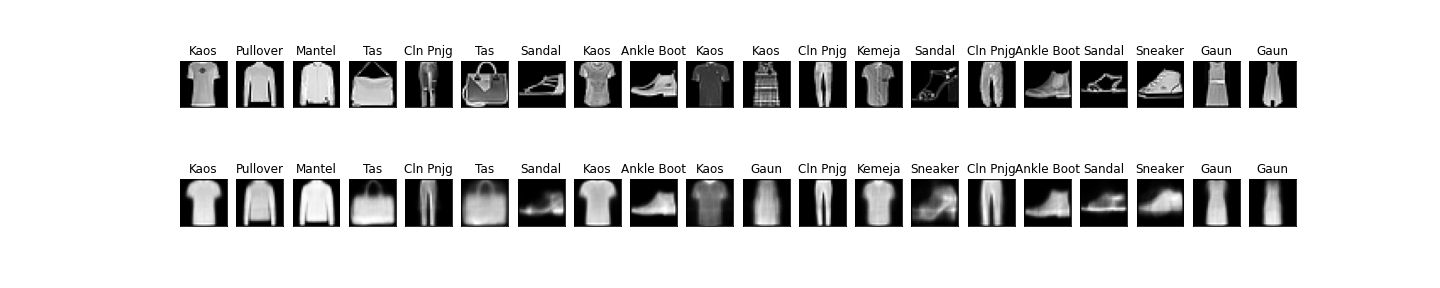 Kaos Pullover Mantel Tas Cln Pnjg Tas Sandal Kaos Ankle Boot Kaos Kaos Cln Pnjg Kemeja Sandal Cln Pnjg Ankle Boot Sandal Sneaker Gaun Gaun
Kaos Pullover Mantel Tas Cln Pnjg Tas Sandal Kaos Ankle Boot Kaos Gaun Cln Pnjg Kemeja Sneaker Cln Pnjg Ankle Boot Sandal Sneaker Gaun Gaun